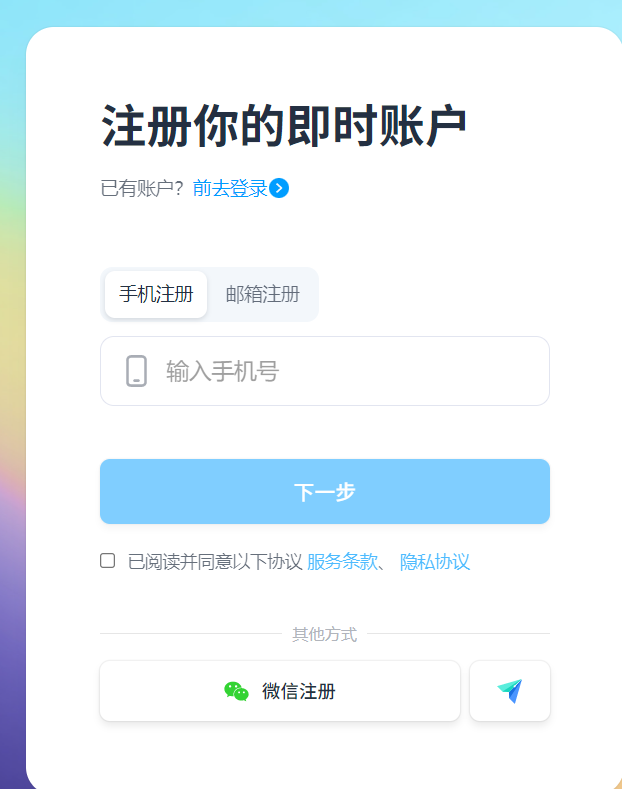 注册你的即时账户
已有账户？前去登录
手机注册 邮箱注册
输入手机号
下一步
已阅读并同意以下协议 服务条款、 隐私协议
其他方式
微信注册